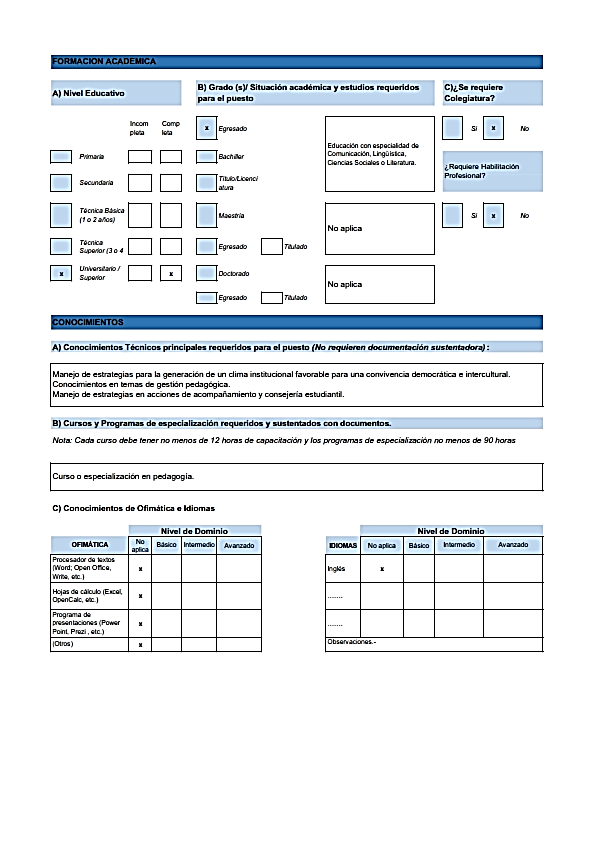 FORMACION ACADEMICA
A) Nivel Educativo
B) Grado (s)/ Situación académica y estudios requeridos
para el puesto
C)¿Se requiere
Colegiatura?
Incom
pleta
Comp
leta
x Egresado
Educación con especialidad de
Comunicación, Lingüística,
Ciencias Sociales o Literatura.
Si x No
Primaria
Bachiller
¿Requiere Habilitación
Profesional?
Secundaria
Título/Licenci
atura
Técnica Básica
(1 o 2 años)
Maestría
No aplica
Si x No
Técnica
Superior (3 o 4
Egresado Titulado
x Universitario /
Superior
x
Doctorado
No aplica
Egresado Titulado
CONOCIMIENTOS
A) Conocimientos Técnicos principales requeridos para el puesto (No requieren documentación sustentadora) :
Manejo de estrategias para la generación de un clima institucional favorable para una convivencia democrática e intercultural.
Conocimientos en temas de gestión pedagógica.
Manejo de estrategias en acciones de acompañamiento y consejería estudiantil.
B) Cursos y Programas de especialización requeridos y sustentados con documentos.
Nota: Cada curso debe tener no menos de 12 horas de capacitación y los programas de especialización no menos de 90 horas
Curso o especialización en pedagogía.
C) Conocimientos de Ofimática e Idiomas
Nivel de Dominio
OFIMÁTICA No
aplica Básico Intermedio Avanzado
Procesador de textos
(Word; Open Office,
Write, etc.) x
Hojas de cálculo (Excel,
OpenCalc, etc.) x
Programa de
presentaciones (Power
Point, Prezi , etc.) x
(Otros) x
Nivel de Dominio
IDIOMAS No aplica Básico Intermedio Avanzado
Inglés x
.......
.......
Observaciones.-